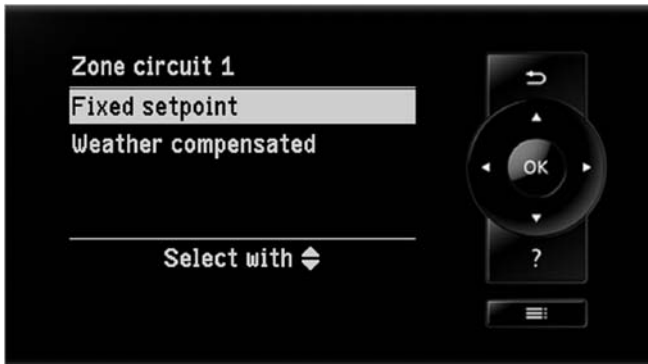 Zone circuit 1
Fixed setpoint
Weather compensated
Select with
OK
?